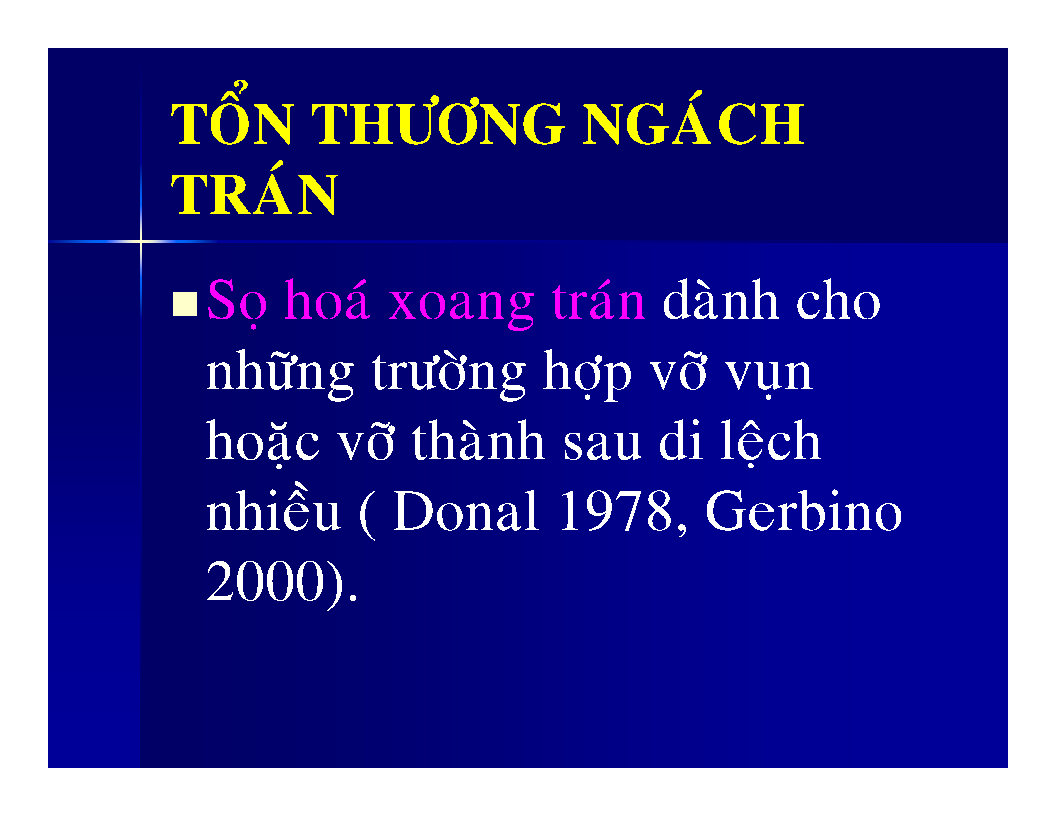 TỔN THƯƠNG NGÁCH
TRÁN
Sọ hoá xoang trán dành cho
những trường hợp vỡ vụn
hoặc vỡ thành sau di lệch
nhiều ( Donal 1978, Gerbino
2000).